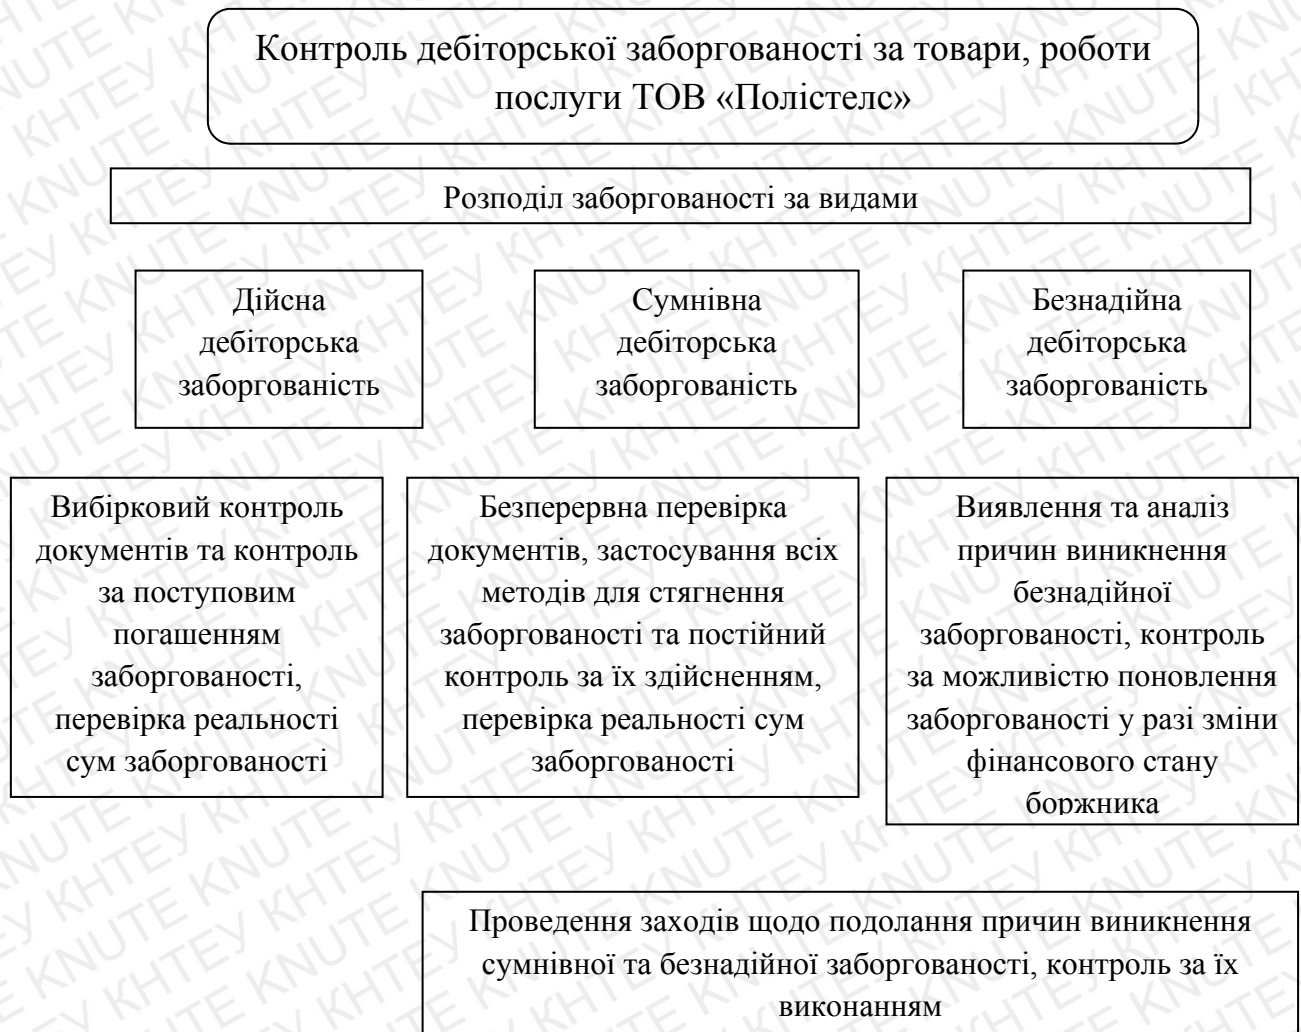 Контроль дебіторської заборгованості за товари, роботи
послуги ТОВ «Полістелс»
Розподіл заборгованості за видами
Дійсна
дебіторська
заборгованість
Сумнівна
дебіторська
заборгованість
Безнадійна
дебіторська
заборгованість
Вибірковий контроль
документів та контроль
за поступовим
погашенням
заборгованості,
перевірка реальності
сум заборгованості
Безперервна перевірка
документів, застосування всіх
методів для стягнення
заборгованості та постійний
контроль за їх здійсненням,
перевірка реальності сум
заборгованості
Виявлення та аналіз
причин виникнення
безнадійної
заборгованості, контроль
за можливістю поновлення
заборгованості у разі зміни
фінансового стану
боржника
Проведення заходів щодо подолання причин виникнення
сумнівної та безнадійної заборгованості, контроль за їх
виконанням